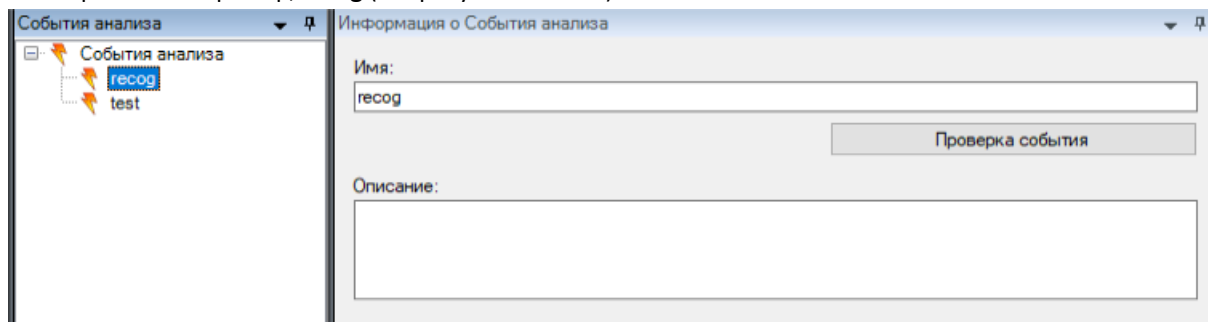 События анализа
События анализа
recog
test
Информация о События анализа
Имя:
recog
Проверка события
Описание: